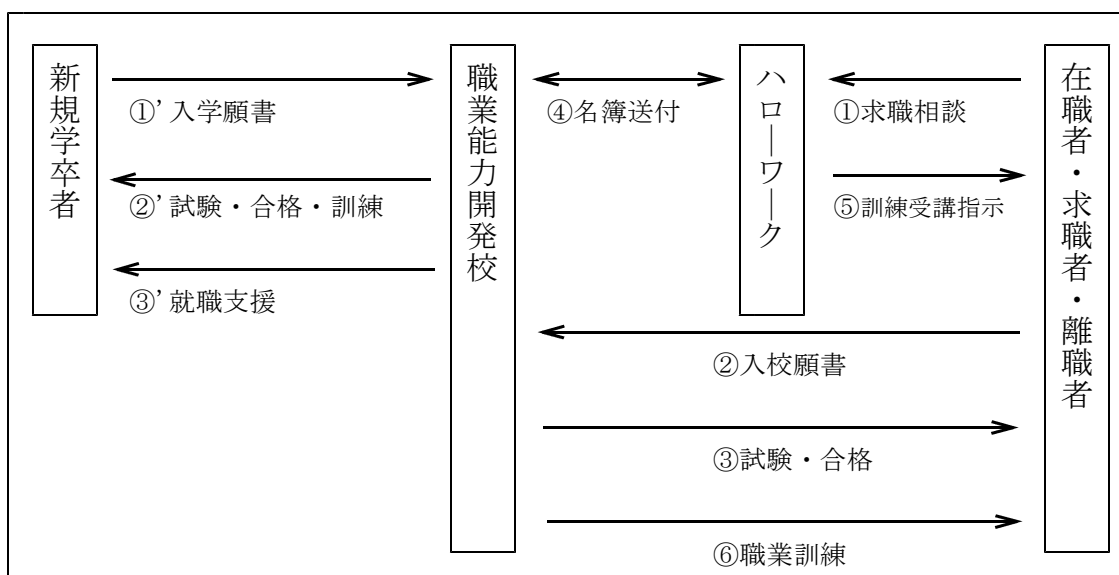 新規学卒者
職業能力開発校
ハローワーク
在職者・求職者・離職者
①’入学願書
④名簿送付
①求職相談
②’試験・合格・訓練
⑤訓練受講指示
③’就職支援
②入校願書
③試験・合格
⑥職業訓練